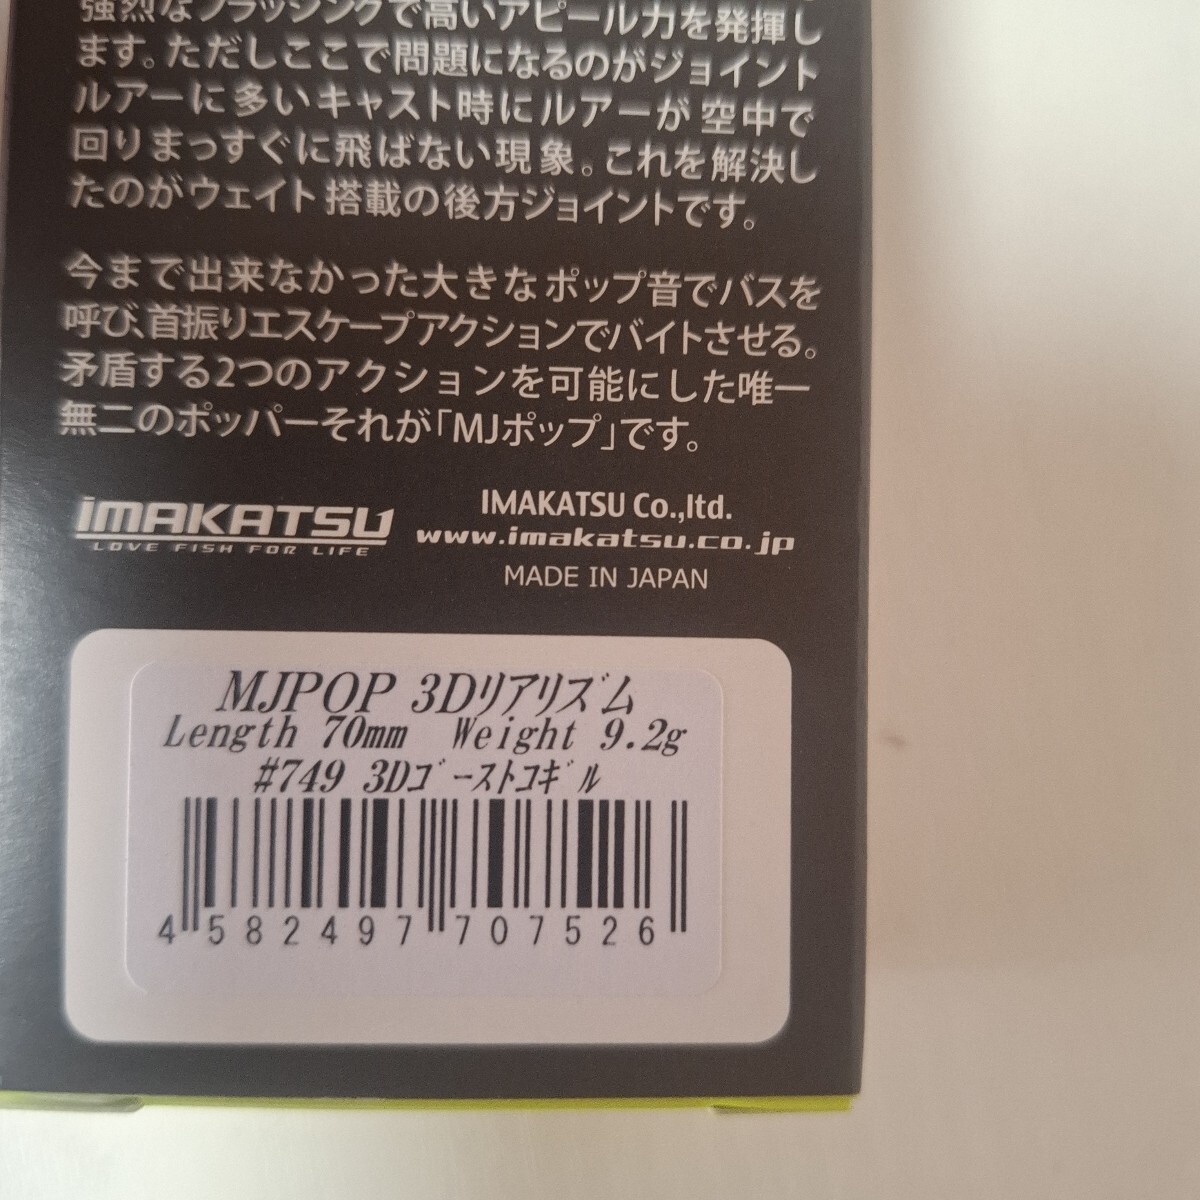 強烈なフラッシングで高いアピール力を発揮し
ます。ただしここで問題になるのがジョイント
ルアーに多いキャスト時にルアーが空中で
回りまっすぐに飛ばない現象。これを解決し
たのがウェイト搭載の後方ジョイントです。
今まで出来なかった大きなポップ音でバスを
呼び、首振りエスケープアクションでバイトさせる。
矛盾する2つのアクションを可能にした唯一
無二のポッパーそれが「MJポップ」です。
IMAKATSU
LOVE FISH FOR LIFE
IMAKATSU Co.,ltd.
www.imakatsu.co.jp
MADE IN JAPAN
MJPOP 3Dﾘｱﾘｽﾞﾑ
Length 70mm Weight 9.2g
#749 3Dｺﾞｰｽﾄｺｷﾞﾙ
4582497707526